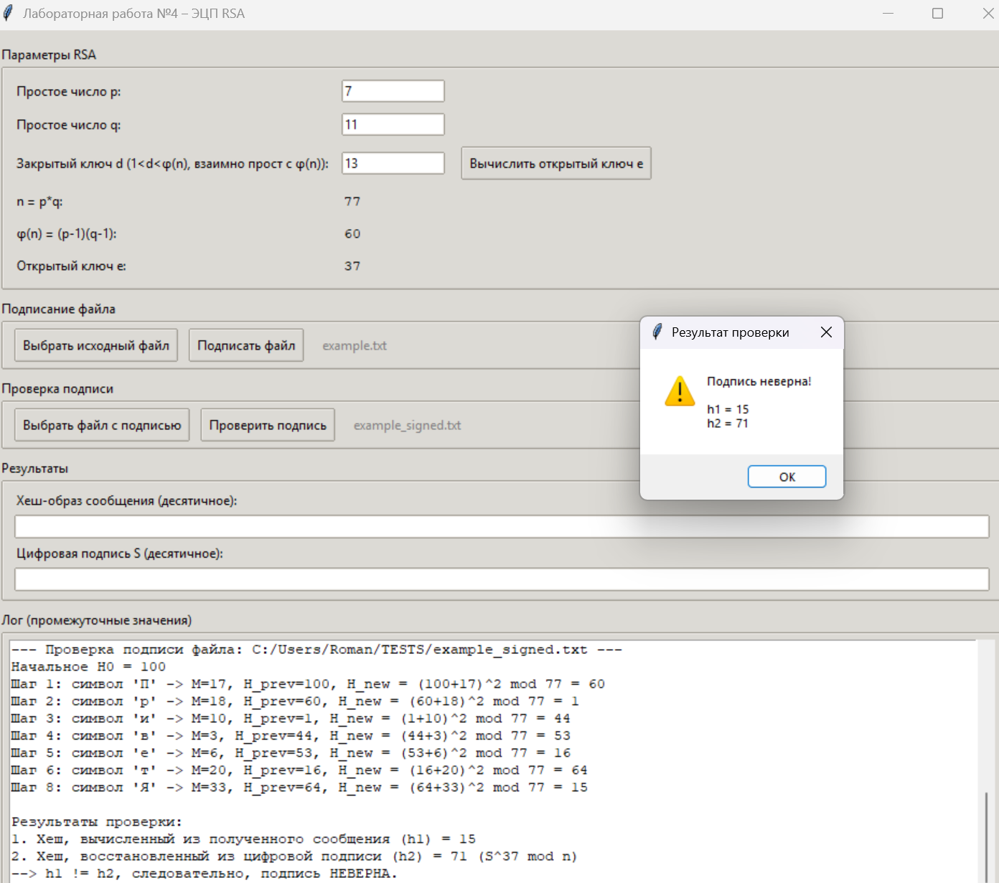 Лабораторная работа №4 – ЭЦП RSA
Параметры RSA
Простое число p: 7
Простое число q: 11
Закрытый ключ d (1<d<φ(n), взаимно прост с φ(n)): 13 Вычислить открытый ключ e
n = p*q: 77
φ(n) = (p-1)(q-1): 60
Открытый ключ e: 37
Подписание файла
Выбрать исходный файл Подписать файл example.txt
Проверка подписи
Выбрать файл с подписью Проверить подпись example_signed.txt
Результаты
Хеш-образ сообщения (десятичное):
Цифровая подпись S (десятичное):
Результат проверки
Подпись неверна!
h1 = 15
h2 = 71
OK
Лог (промежуточные значения)
--- Проверка подписи файла: C:/Users/Roman/TESTS/example_signed.txt ---
Начальное H0 = 100
Шаг 1: символ 'П' -> M=17, H_prev=100, H_new = (100+17)^2 mod 77 = 60
Шаг 2: символ 'р' -> M=18, H_prev=60, H_new = (60+18)^2 mod 77 = 1
Шаг 3: символ 'и' -> M=10, H_prev=1, H_new = (1+10)^2 mod 77 = 44
Шаг 4: символ 'в' -> M=3, H_prev=44, H_new = (44+3)^2 mod 77 = 53
Шаг 5: символ 'е' -> M=6, H_prev=53, H_new = (53+6)^2 mod 77 = 16
Шаг 6: символ 'т' -> M=20, H_prev=16, H_new = (16+20)^2 mod 77 = 64
Шаг 8: символ 'Я' -> M=33, H_prev=64, H_new = (64+33)^2 mod 77 = 15
Результаты проверки:
1. Хеш, вычисленный из полученного сообщения (h1) = 15
2. Хеш, восстановленный из цифровой подписи (h2) = 71 (S^37 mod n)
--> h1 != h2, следовательно, подпись НЕВЕРНА.